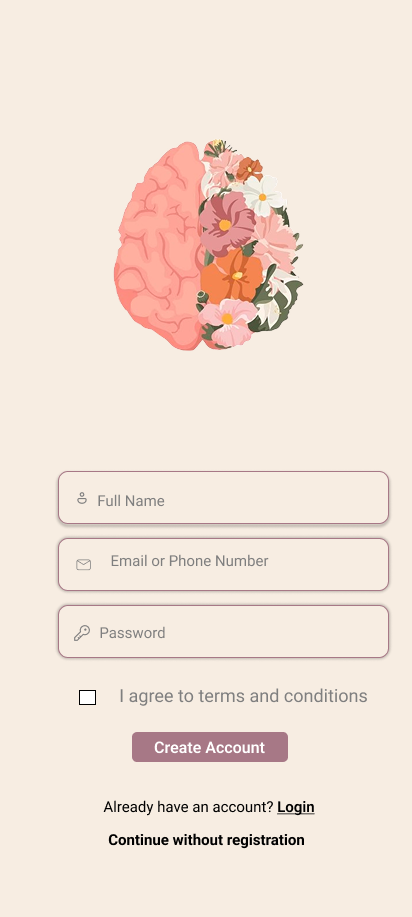 Full Name
Email or Phone Number
Password
I agree to terms and conditions
Create Account
Already have an account? Login
Continue without registration